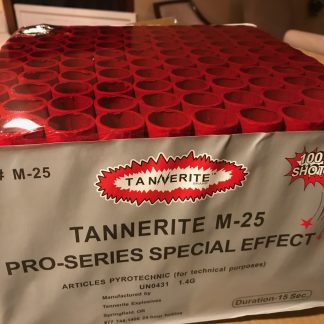 # M-25
TANNERITE
100
SHOTS
TANNERITE M-25
PRO-SERIES SPECIAL EFFECT
ARTICLES PYROTECHNIC (for technical purposes)
UN0431 1.4G
Manufactured by
Tannerite Explosives
Springfield, OR
Duration-15 Sec.